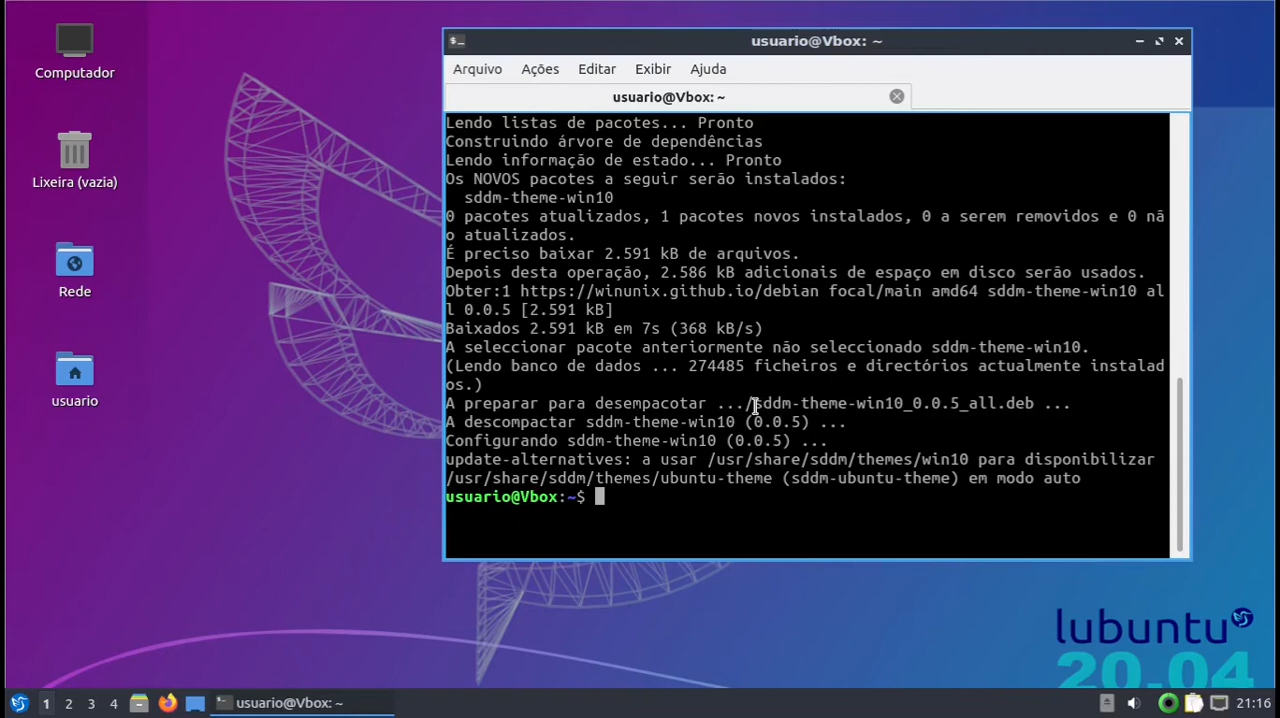 Computador
Lixeira (vazia)
Rede
usuario
usuario@Vbox: ~
Arquivo Ações Editar Exibir Ajuda
usuario@Vbox: ~
Lendo listas de pacotes... Pronto
Construindo árvore de dependências
Lendo informação de estado... Pronto
Os NOVOS pacotes a seguir serão instalados:
sddm-theme-win10
0 pacotes atualizados, 1 pacotes novos instalados, 0 a serem removidos e 0 nã
o atualizados.
É preciso baixar 2.591 kB de arquivos.
Depois desta operação, 2.586 kB adicionais de espaço em disco serão usados.
Obter:1 https://winunix.github.io/debian focal/main amd64 sddm-theme-win10 al
l 0.0.5 [2.591 kB]
Baixados 2.591 kB em 7s (368 kB/s)
A seleccionar pacote anteriormente não seleccionado sddm-theme-win10.
(Lendo banco de dados ... 274485 ficheiros e directórios actualmente instalad
os.)
A preparar para desempacotar .../sddm-theme-win10_0.0.5_all.deb ...
A descompactar sddm-theme-win10 (0.0.5) ...
Configurando sddm-theme-win10 (0.0.5) ...
update-alternatives: a usar /usr/share/sddm/themes/win10 para disponibilizar
/usr/share/sddm/themes/ubuntu-theme (sddm-ubuntu-theme) em modo auto
usuario@Vbox:~$
lubuntu
20.04
1 2 3 4 usuario@Vbox: ~ 21:16